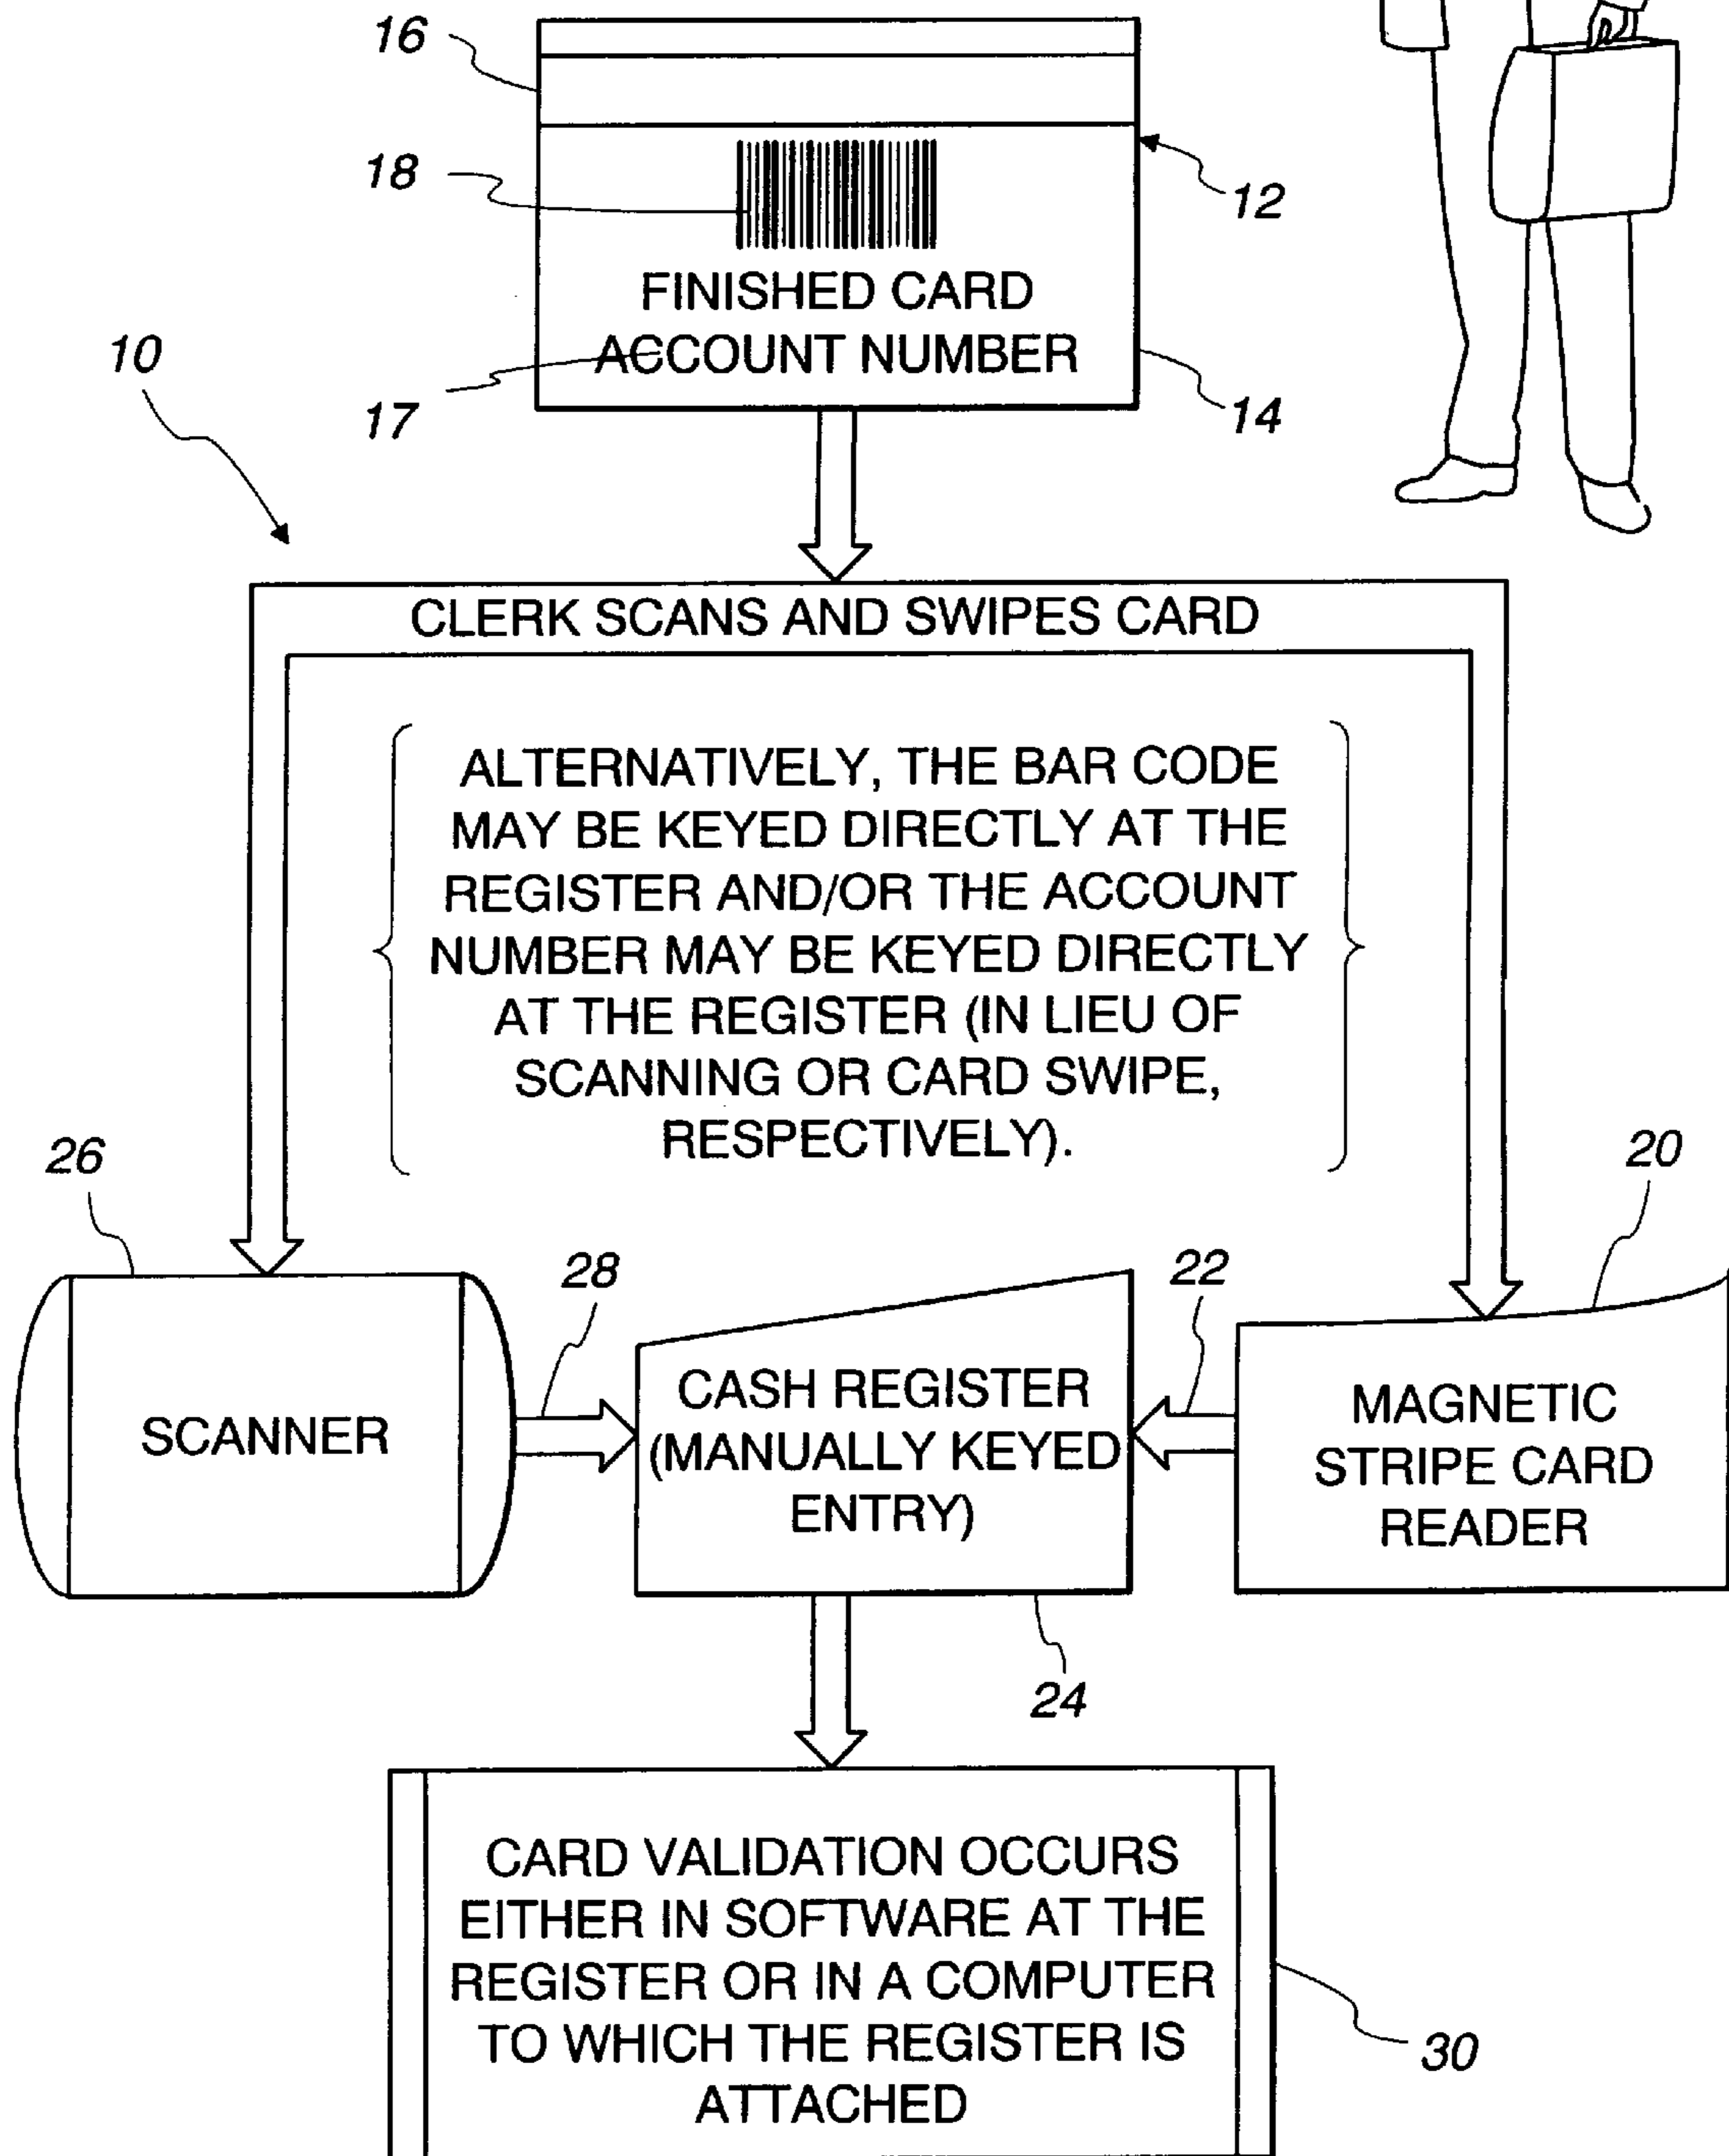 16
18
12
FINISHED CARD
ACCOUNT NUMBER
10
17
14
CLERK SCANS AND SWIPES CARD
ALTERNATIVELY, THE BAR CODE
MAY BE KEYED DIRECTLY AT THE
REGISTER AND/OR THE ACCOUNT
NUMBER MAY BE KEYED DIRECTLY
AT THE REGISTER (IN LIEU OF
SCANNING OR CARD SWIPE,
RESPECTIVELY).
26
20
28
22
SCANNER
CASH REGISTER
(MANUALLY KEYED
ENTRY)
MAGNETIC
STRIPE CARD
READER
24
CARD VALIDATION OCCURS
EITHER IN SOFTWARE AT THE
REGISTER OR IN A COMPUTER
TO WHICH THE REGISTER IS
ATTACHED
30